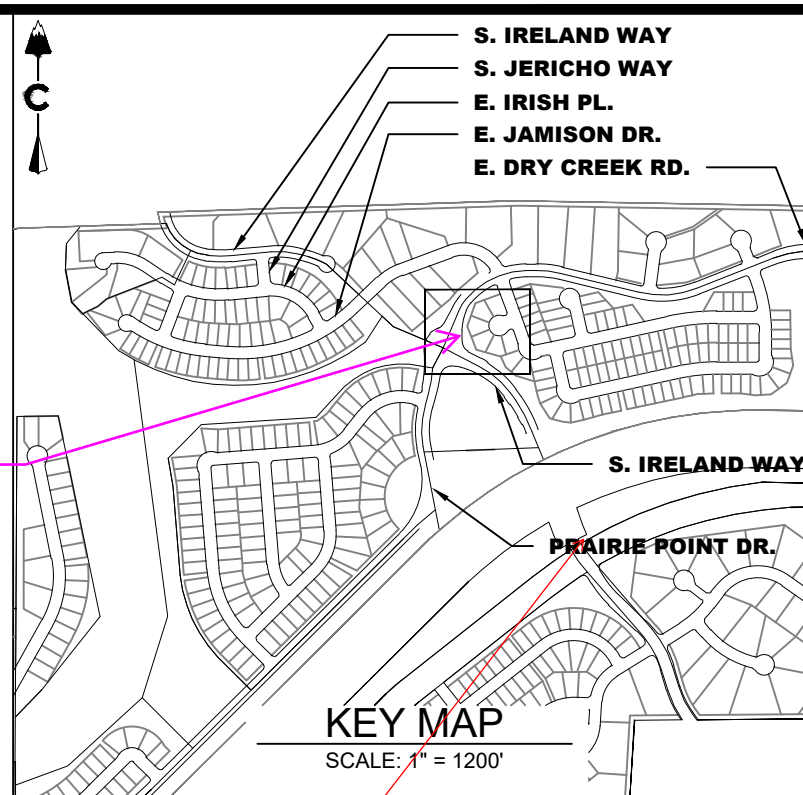 S. IRELAND WAY
S. JERICHO WAY
C
E. IRISH PL.
E. JAMISON DR.
E. DRY CREEK RD.
S. IRELAND WAY
PRAIRIE POINT DR.
KEY MAP
SCALE: 1" = 1200'